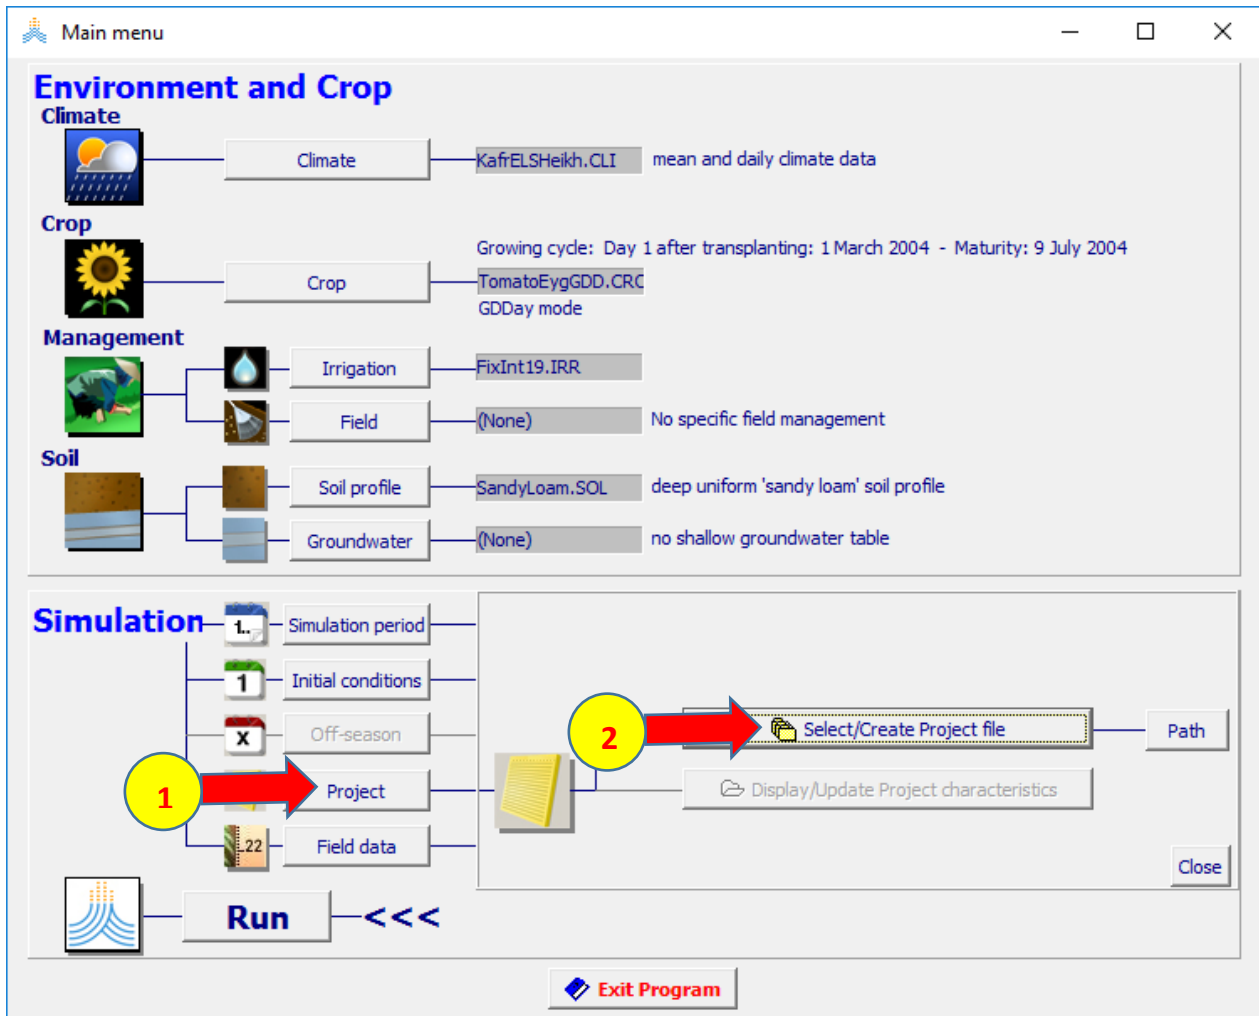 Main menu
Environment and Crop
Climate
Climate
KafrELSHeikh.CLI
mean and daily climate data
Crop
Growing cycle: Day 1 after transplanting: 1 March 2004 - Maturity: 9 July 2004
Crop
TomatoEygGDD.CRO
GDDay mode
Management
Irrigation
FixInt19.IRR
Field
(None)
No specific field management
Soil
Soil profile
SandyLoam.SOL
deep uniform 'sandy loam' soil profile
Groundwater
(None)
no shallow groundwater table
Simulation
1..
Simulation period
1
Initial conditions
X
Off-season
2
Select/Create Project file
Path
1
Project
Display/Update Project characteristics
..22
Field data
Close
Run
<<<
Exit Program